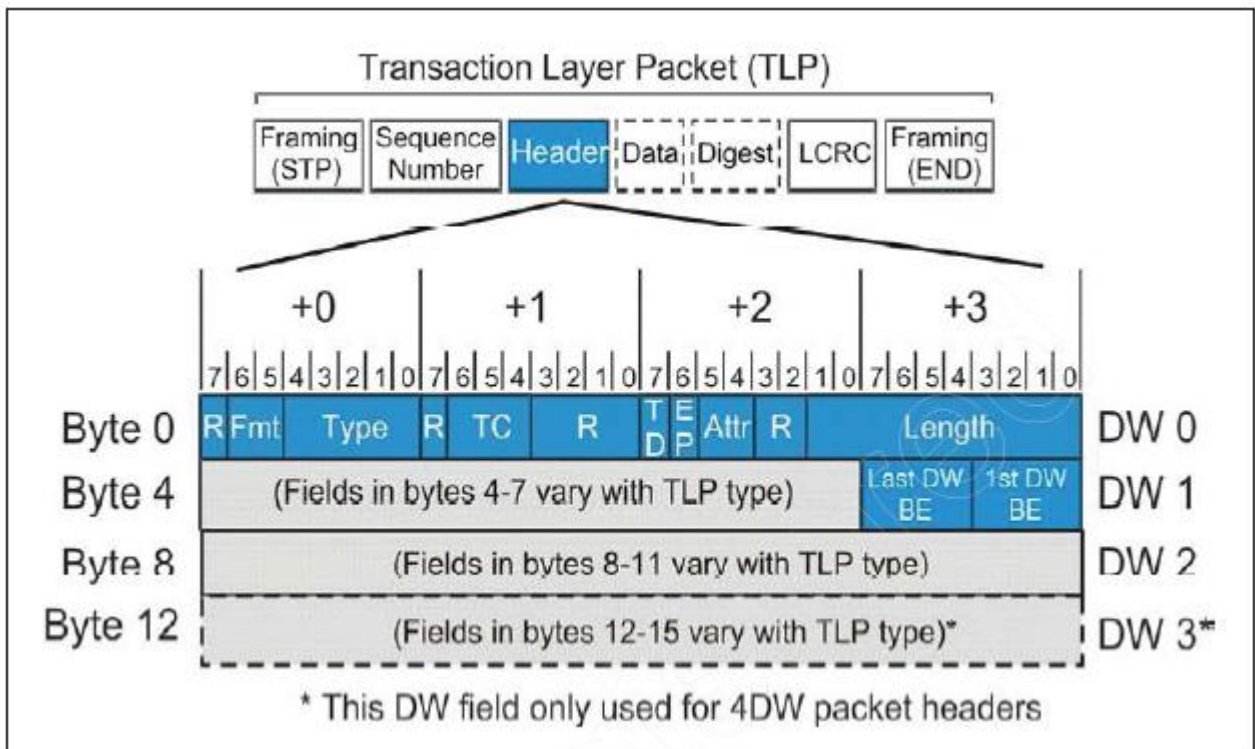 Transaction Layer Packet (TLP)
Framing (STP) Sequence Number Header Data Digest LCRC Framing (END)
+0 +1 +2 +3
7 6 5 4 3 2 1 0 7 6 5 4 3 2 1 0 7 6 5 4 3 2 1 0 7 6 5 4 3 2 1 0
Byte 0 R Fmt Type R TC R TD EP Attr R Length DW 0
Byte 4 (Fields in bytes 4-7 vary with TLP type) Last DW BE 1st DW BE DW 1
Byte 8 (Fields in bytes 8-11 vary with TLP type) DW 2
Byte 12 (Fields in bytes 12-15 vary with TLP type)* DW 3*
* This DW field only used for 4DW packet headers